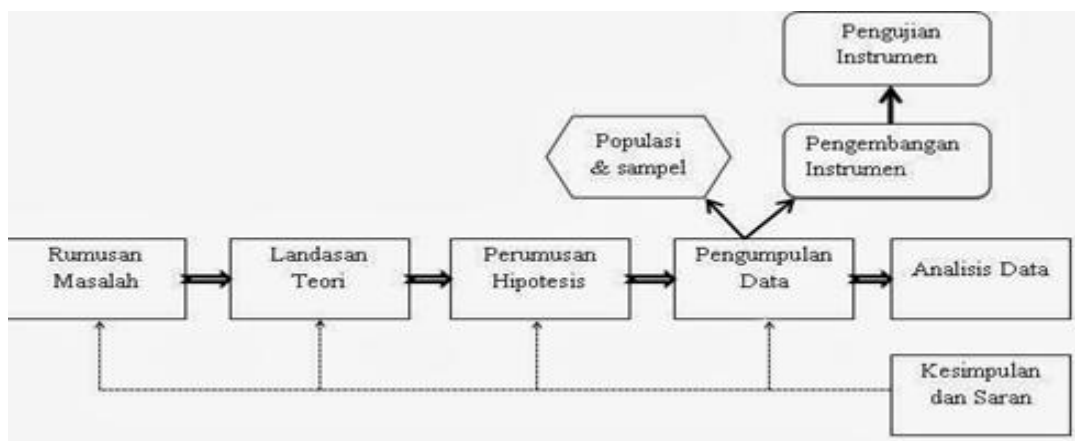 Pengujian
Instrumen
Populasi
& sampel
Pengembangan
Instrumen
Rumusan
Masalah
Landasan
Teori
Perumusan
Hipotesis
Pengumpulan
Data
Analisis Data
Kesimpulan
dan Saran